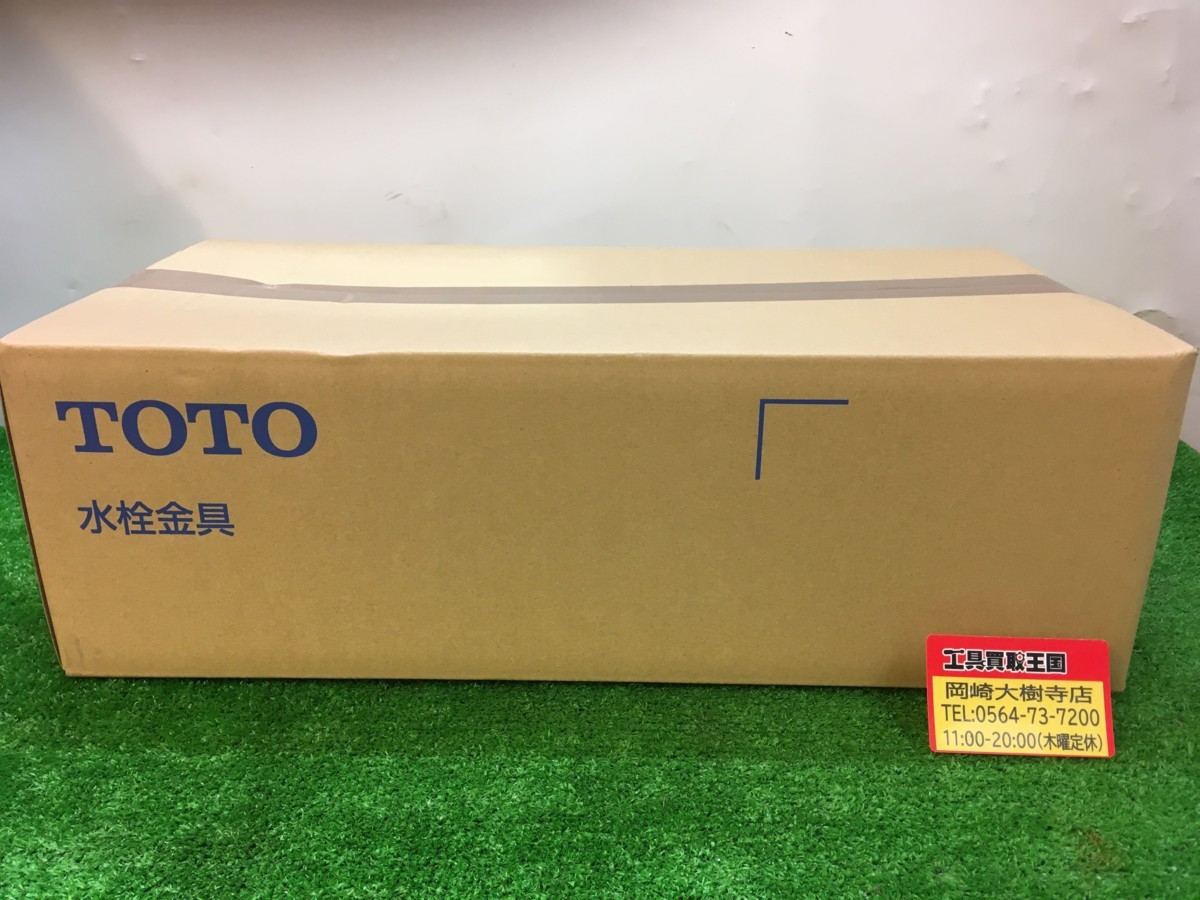 TOTO
水栓金具
工具買取王国
岡崎大樹寺店
TEL:0564-73-7200
11:00-20:00(木曜定休)